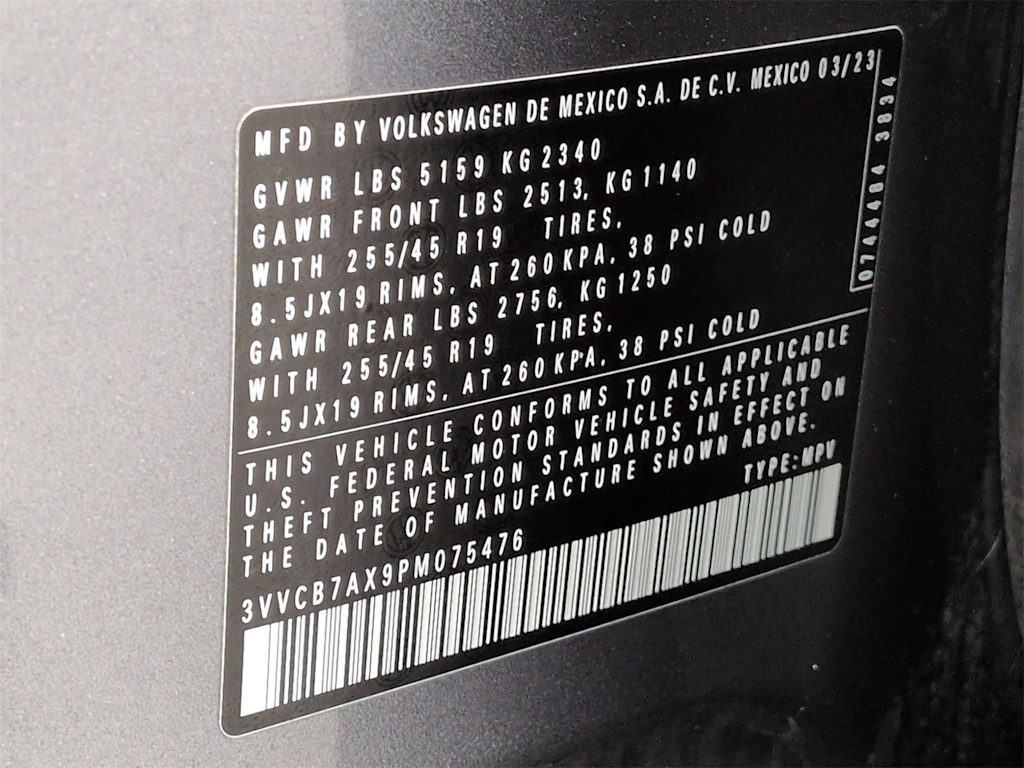 MFD BY VOLKSWAGEN DE MEXICO S.A. DE C.V. MEXICO 03/23
GVWR LBS 5159 KG 2340
GAWR FRONT LBS 2513, KG 1140
WITH 255/45 R19 TIRES,
8.5JX19 RIMS, AT 260 KPA, 38 PSI COLD
GAWR REAR LBS 2756, KG 1250
WITH 255/45 R19 TIRES,
8.5JX19 RIMS, AT 260 KPA, 38 PSI COLD
0744484 3834
THIS VEHICLE CONFORMS TO ALL APPLICABLE
U.S. FEDERAL MOTOR VEHICLE SAFETY AND
THEFT PREVENTION STANDARDS IN EFFECT ON
THE DATE OF MANUFACTURE SHOWN ABOVE.
TYPE:MPV
3VVCB7AX9PM075476